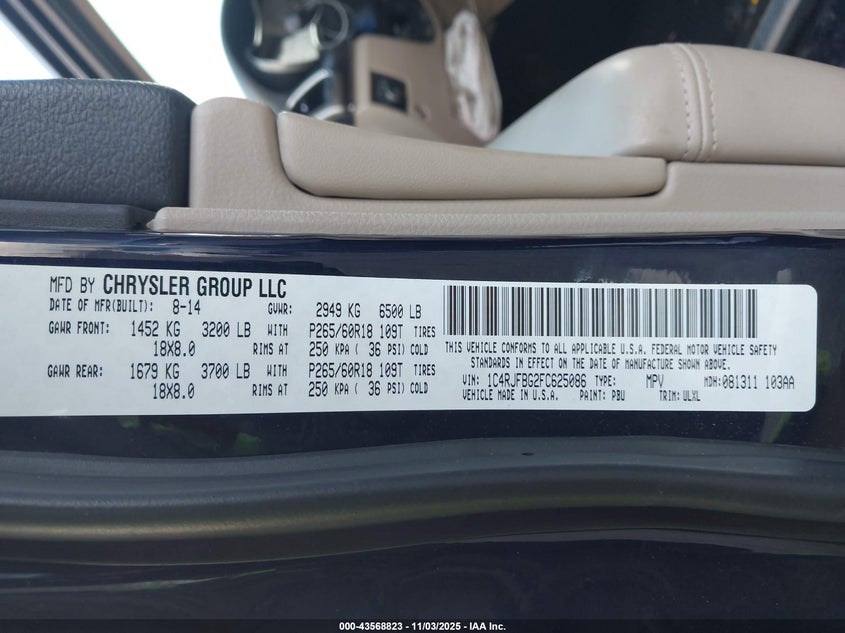 MFD BY CHRYSLER GROUP LLC
DATE OF MFR(BUILT): 8-14 GVWR: 2949 KG 6500 LB
GAWR FRONT: 1452 KG 3200 LB WITH P265/60R18 109T TIRES
18X8.0 RIMS AT 250 KPA ( 36 PSI) COLD
GAWR REAR: 1679 KG 3700 LB WITH P265/60R18 109T TIRES
18X8.0 RIMS AT 250 KPA ( 36 PSI) COLD
THIS VEHICLE CONFORMS TO ALL APPLICABLE U.S.A. FEDERAL MOTOR VEHICLE SAFETY
STANDARDS IN EFFECT ON THE DATE OF MANUFACTURE SHOWN ABOVE.
VIN: 1C4RJFBG2FC625086 TYPE: MPV MDH:081311 103AA
VEHICLE MADE IN U.S.A. PAINT: PBU TRIM: ULXL
000-43568823 - 11/03/2025 - IAA Inc.